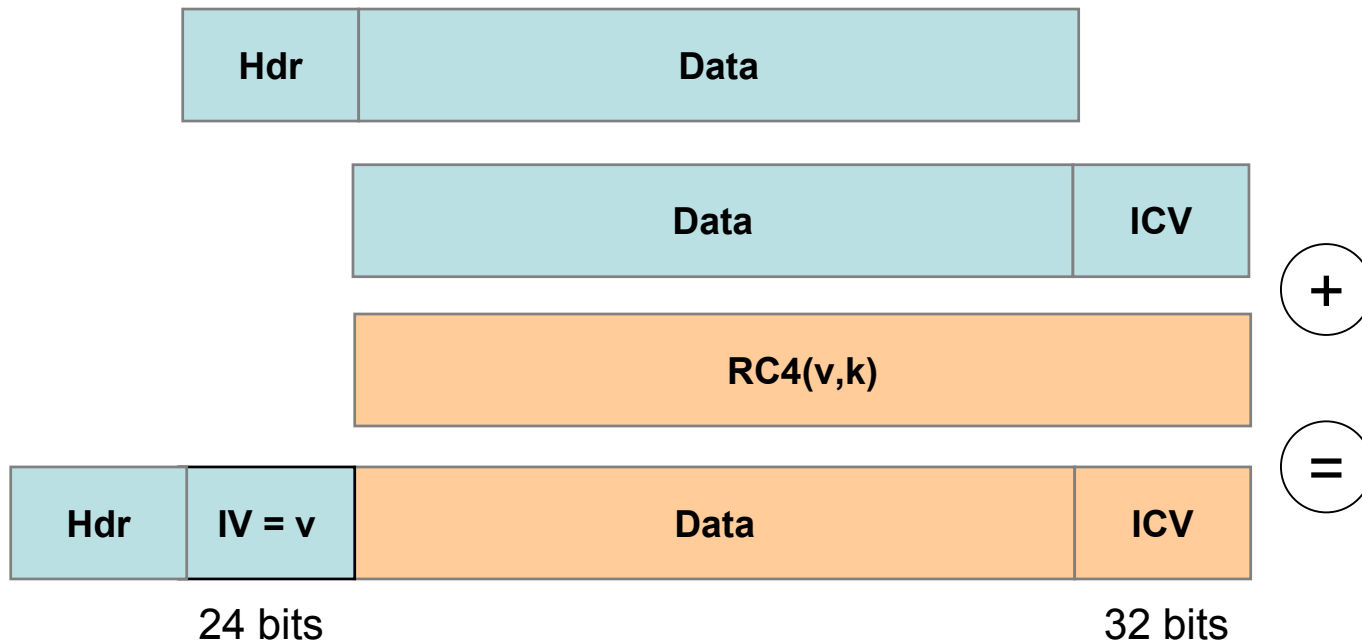 Hdr Data
Data ICV
+
RC4(v,k)
=
Hdr IV = v Data ICV
24 bits 32 bits